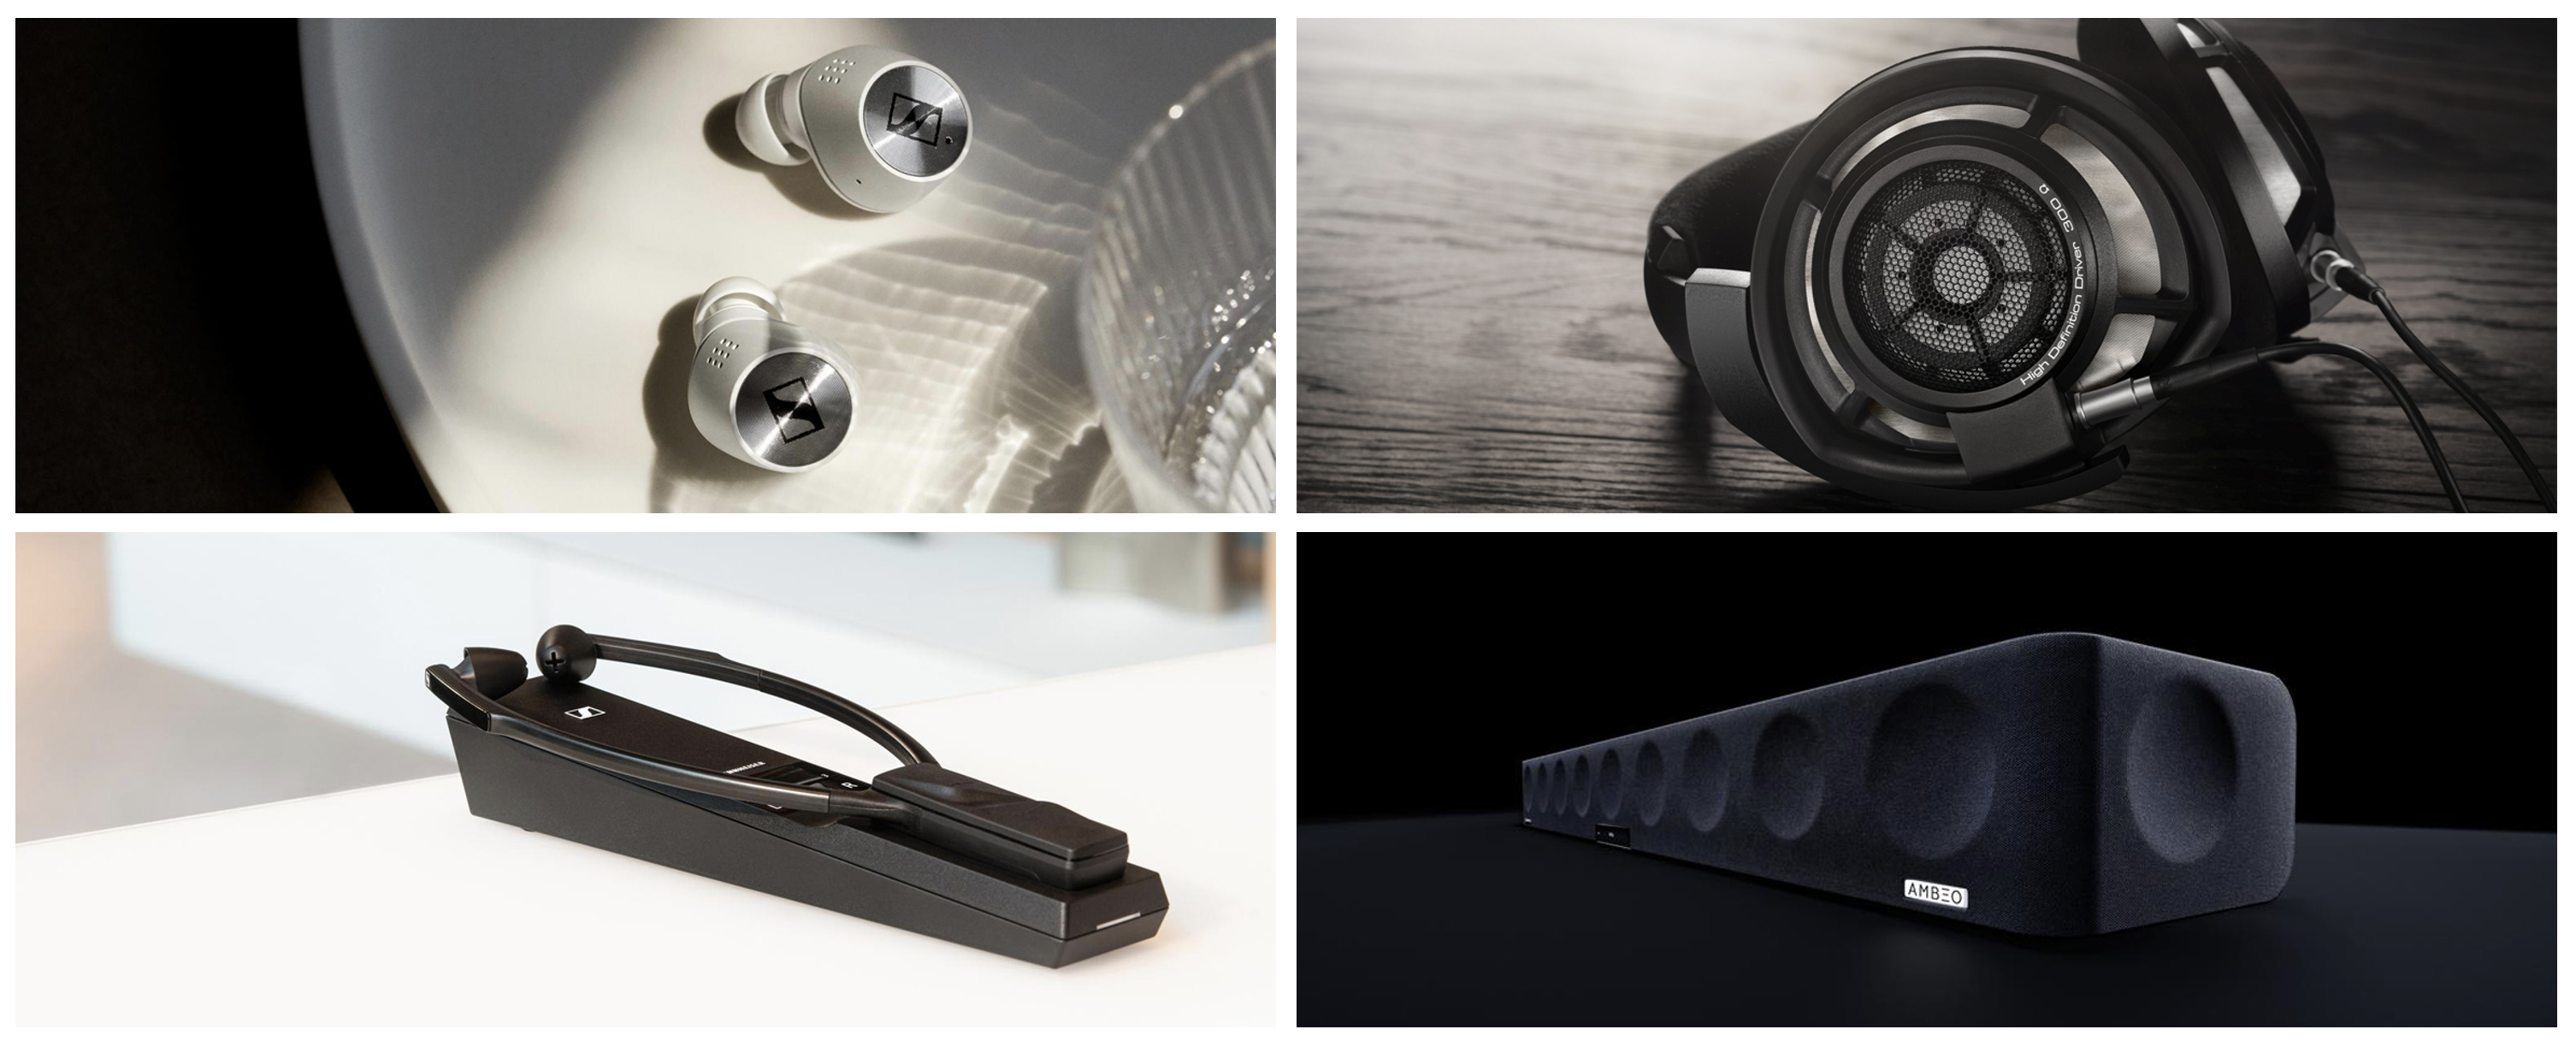 High Definition Driver 300 Ω
R
AMBEO